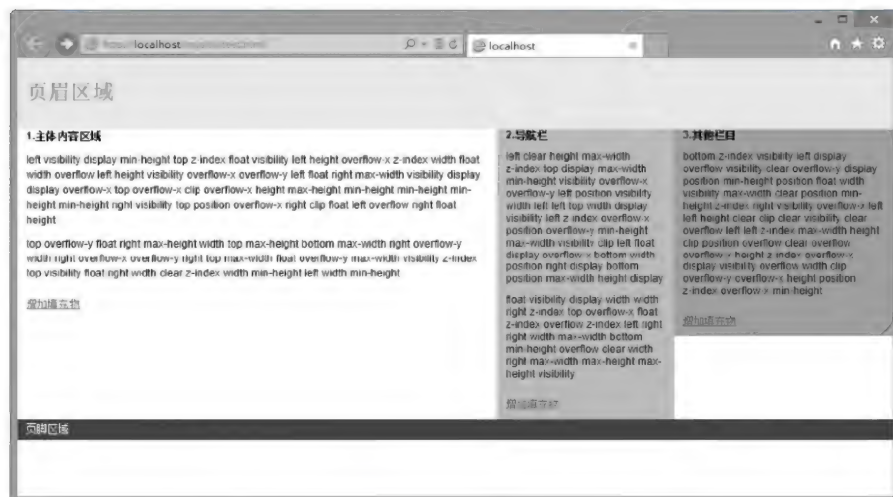 localhost
localhost
页眉区域
1.主体内容区域
left visibility display min-height top z-index float visibility left height overflow-x z-index width float
width overflow left height visibility overflow-x overflow-y left float right max-width visibility display
display overflow-x top overflow-x clip overflow-x height max-height min-height min-height min-
min-height right visibility top position overflow-x right clip float left overflow right float
height
top overflow-y float right max-height width top max-height bottom max-width right overflow-y
width right overflow-x overflow-y right top max-width float overflow-y max-width visibility z-index
top visibility float right width clear z-index width min-height left width min-height
增加填充物
2.导航栏
left clear height max-width
z-index top display max-width
min-height visibility overflow-x
overflow-y left position visibility
width left left top width display
visibility left z-index overflow-x
position overflow-y min-height
max-width visibility clip left float
display overflow-x bottom width
position right display bottom
position max-width height display
float visibility display width width
right z-index top overflow-x float
z-index overflow z-index left right
right width max-width bottom
min-height overflow clear width
right max-width max-height max-
height visibility
增加填充物
3.其他栏目
bottom z-index visibility left display
overflow visibility clear overflow-y display
position min-height position float width
visibility max-width clear position max-
height z-index right visibility overflow-x left
left height clear clip clear visibility clear
overflow left left z-index max-width height
clip position overflow clear overflow
overflow-x height z-index overflow-x
display visibility overflow width clip
overflow-y overflow-x height position
z-index overflow-x min-height
增加填充物
页脚区域